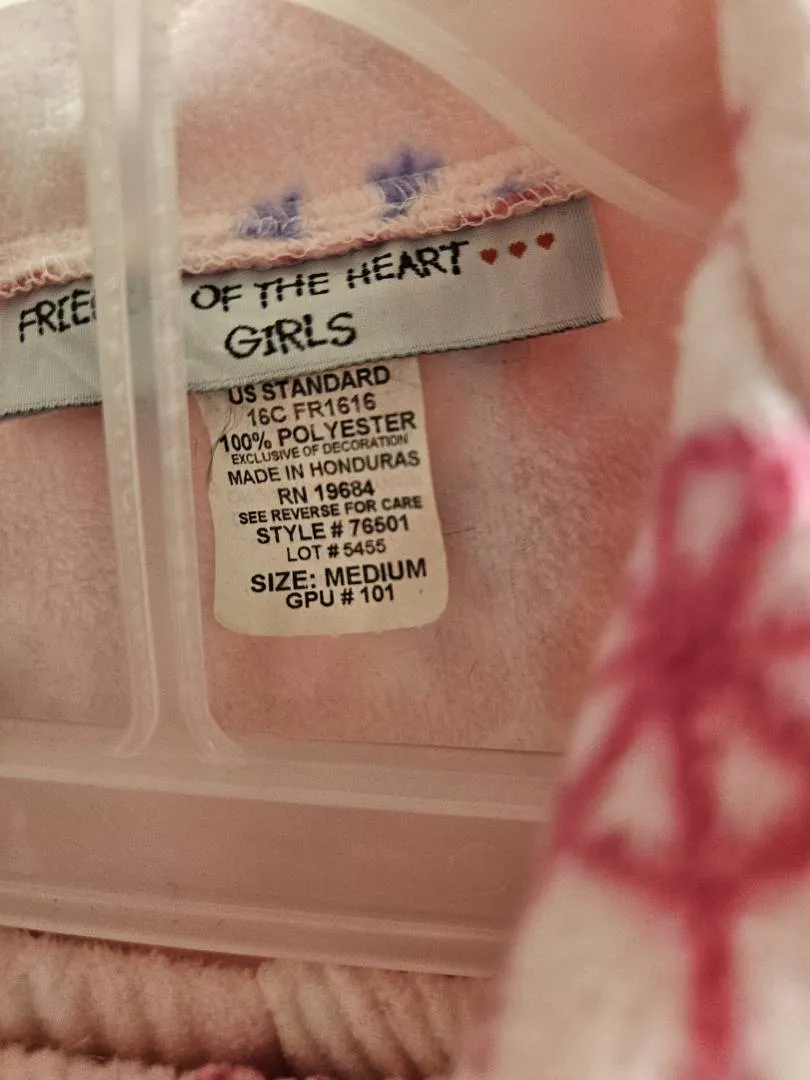 FRIE OF THE HEART
GIRLS
US STANDARD
16C FR1616
100% POLYESTER
EXCLUSIVE OF DECORATION
MADE IN HONDURAS
RN 19684
SEE REVERSE FOR CARE
STYLE # 76501
LOT # 5455
SIZE: MEDIUM
GPU # 101